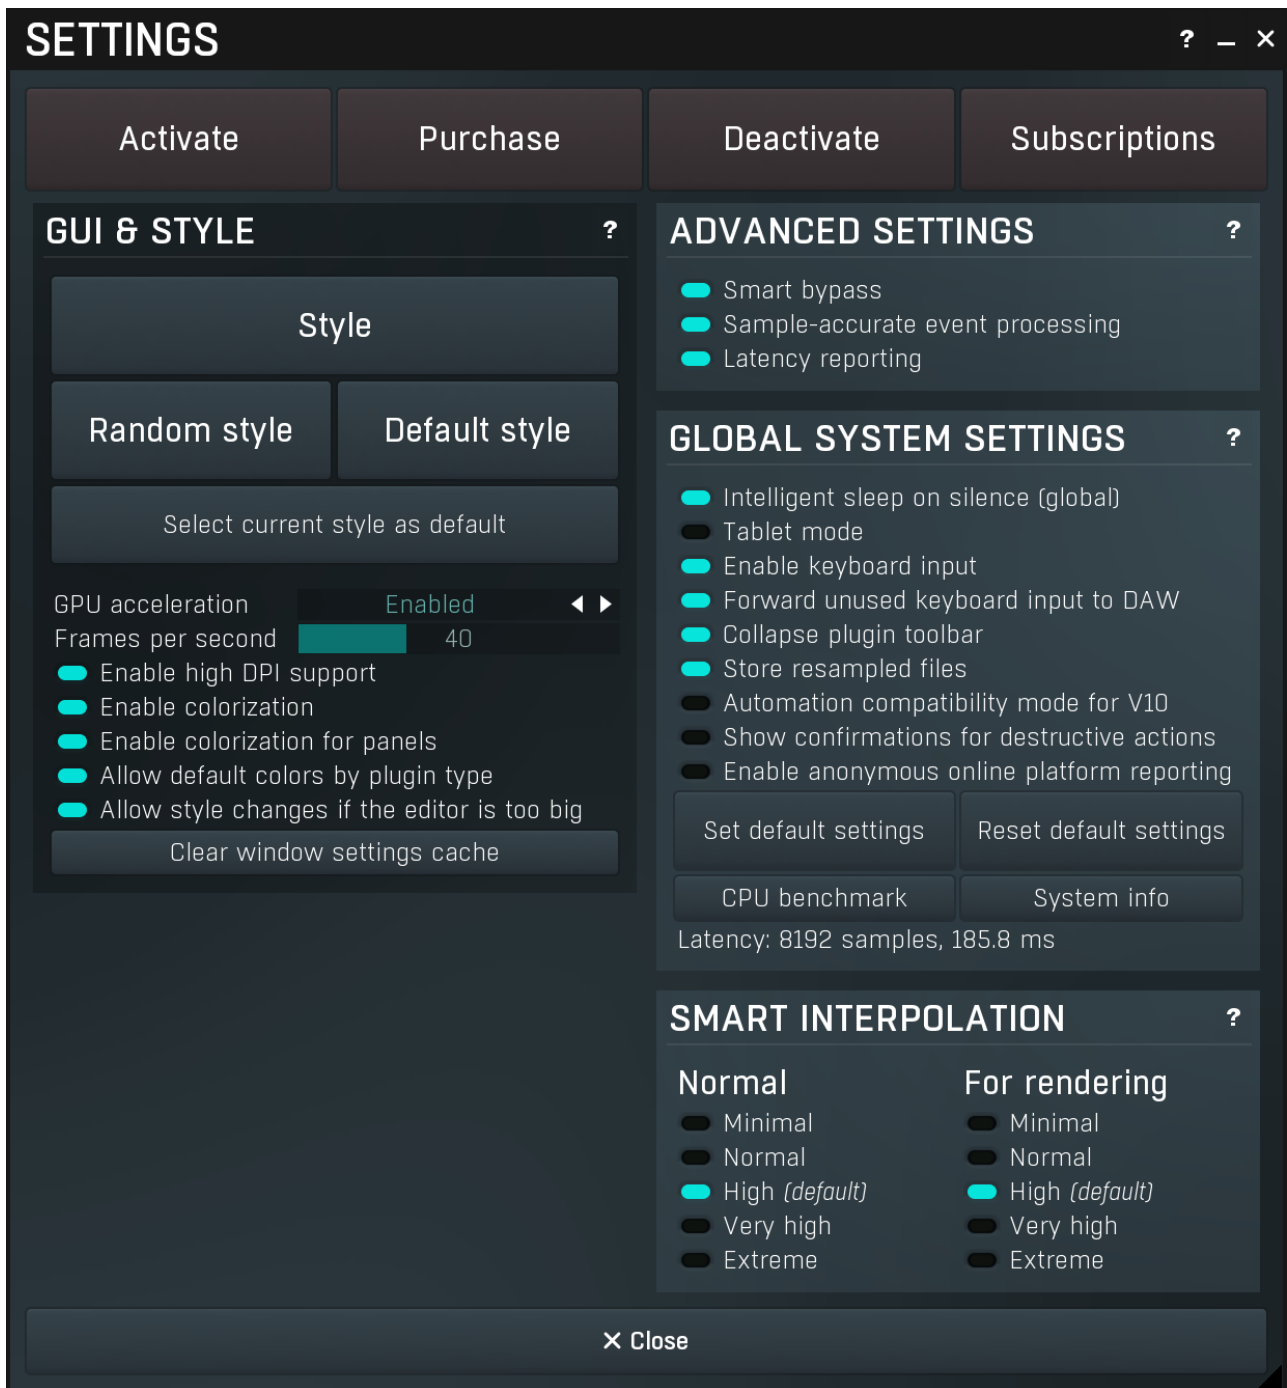 SETTINGS
? _ ×
Activate
Purchase
Deactivate
Subscriptions
GUI & STYLE ?
Style
Random style
Default style
Select current style as default
GPU acceleration Enabled
Frames per second 40
Enable high DPI support
Enable colorization
Enable colorization for panels
Allow default colors by plugin type
Allow style changes if the editor is too big
Clear window settings cache
ADVANCED SETTINGS ?
Smart bypass
Sample-accurate event processing
Latency reporting
GLOBAL SYSTEM SETTINGS ?
Intelligent sleep on silence (global)
Tablet mode
Enable keyboard input
Forward unused keyboard input to DAW
Collapse plugin toolbar
Store resampled files
Automation compatibility mode for V10
Show confirmations for destructive actions
Enable anonymous online platform reporting
Set default settings
Reset default settings
CPU benchmark
System info
Latency: 8192 samples, 185.8 ms
SMART INTERPOLATION ?
Normal
Minimal
Normal
High (default)
Very high
Extreme
For rendering
Minimal
Normal
High (default)
Very high
Extreme
× Close